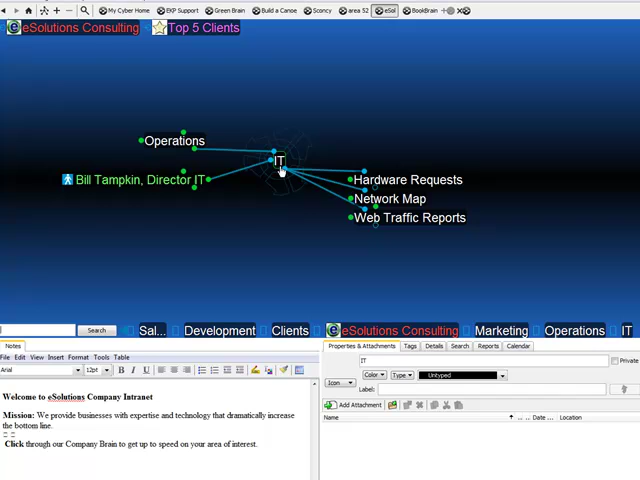 My Cyber Home EKP Support Green Brain Build a Canoe Sconcy area 52 eSol BookBrain
eSolutions Consulting Top 5 Clients
Operations
IT
Bill Tampkin, Director IT
Hardware Requests
Network Map
Web Traffic Reports
Search Sal... Development Clients eSolutions Consulting Marketing Operations IT
Notes
File Edit View Insert Format Tools Table
Arial 12pt B I U
Welcome to eSolutions Company Intranet
Mission: We provide businesses with expertise and technology that dramatically increase
the bottom line.
Click through our Company Brain to get up to speed on your area of interest.
Properties & Attachments Tags Details Search Reports Calendar
IT Private
Icon Color Type Untyped
Label:
Add Attachment
Name .. Date ... Location